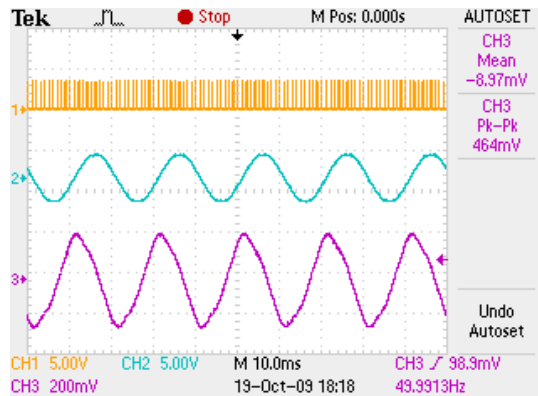 Tek Stop M Pos: 0.000s AUTOSET
CH3
Mean
-8.97mV
CH3
Pk-Pk
464mV
1
2
3
Undo
Autoset
CH1 5.00V CH2 5.00V M 10.0ms CH3 98.9mV
CH3 200mV 19-Oct-09 18:18 49.9913Hz